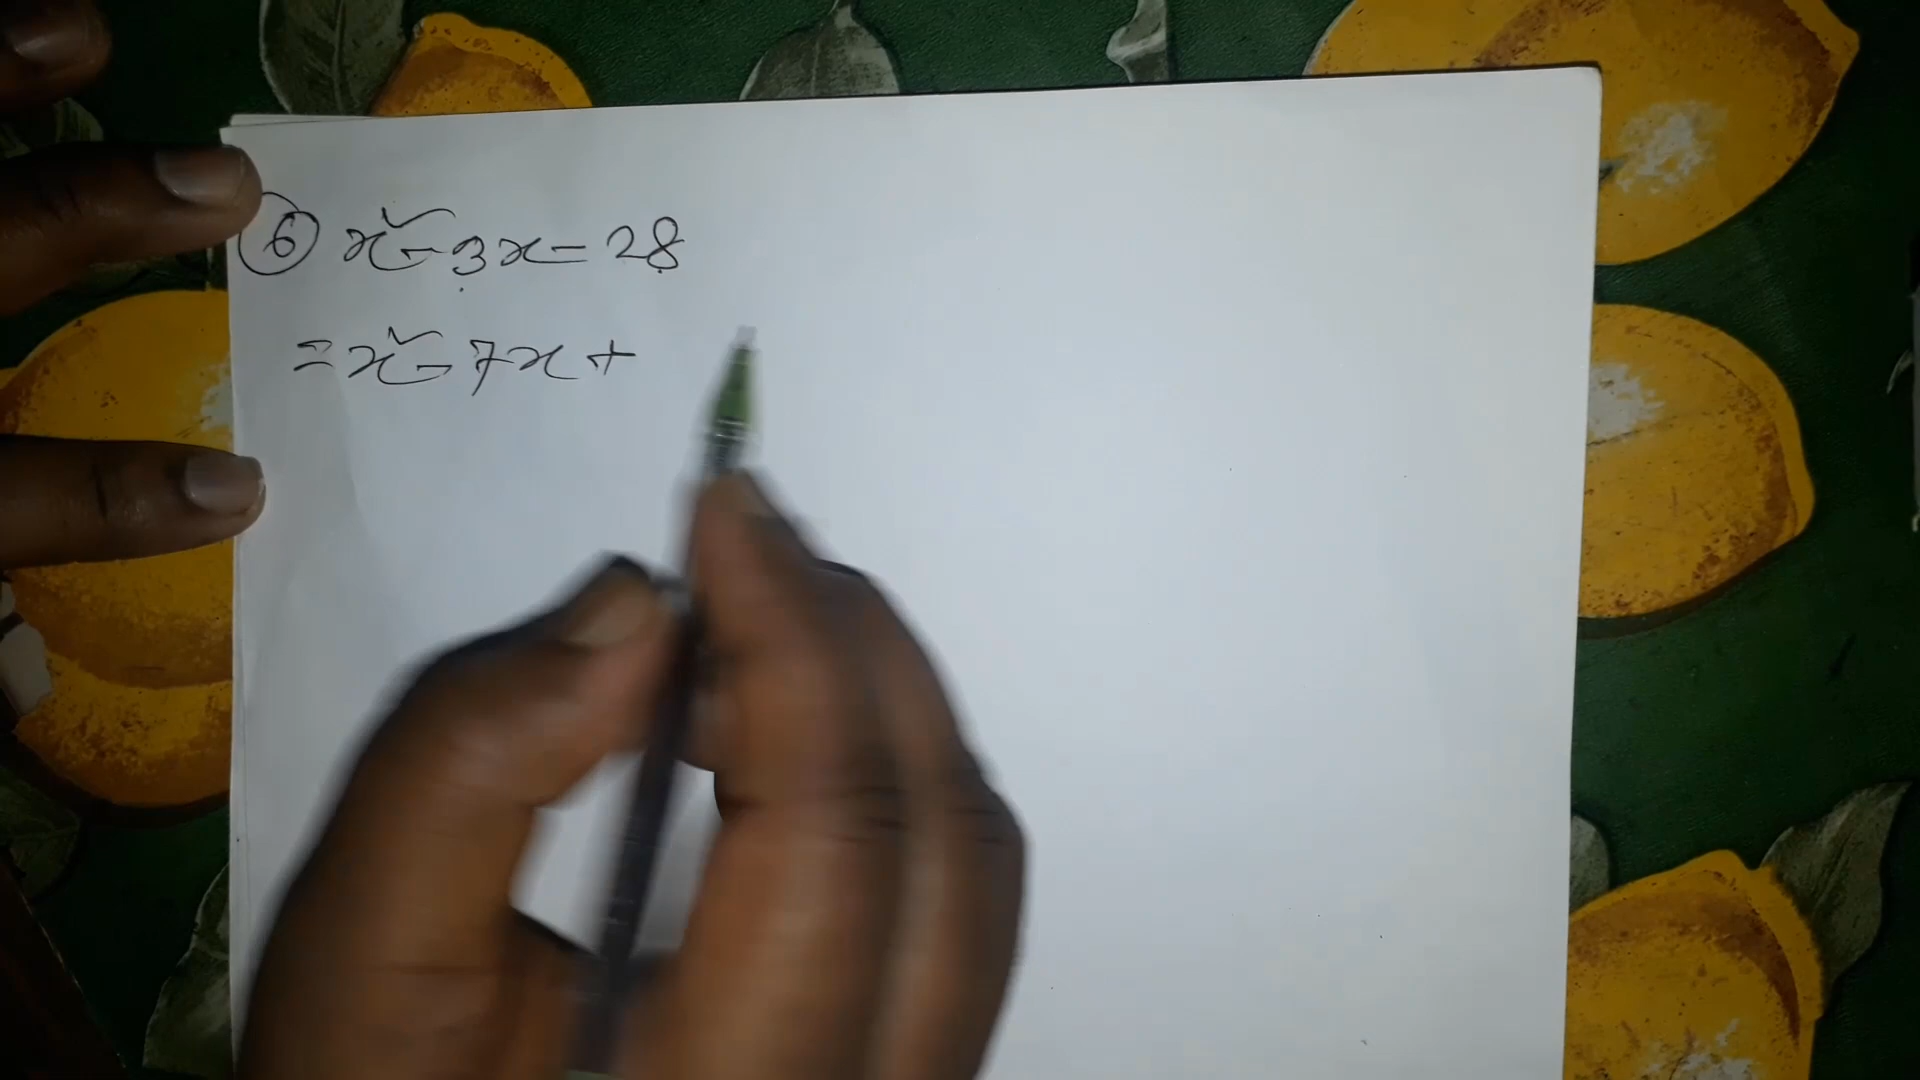 ⑥ x² - 3x - 28
= x² - 7x +